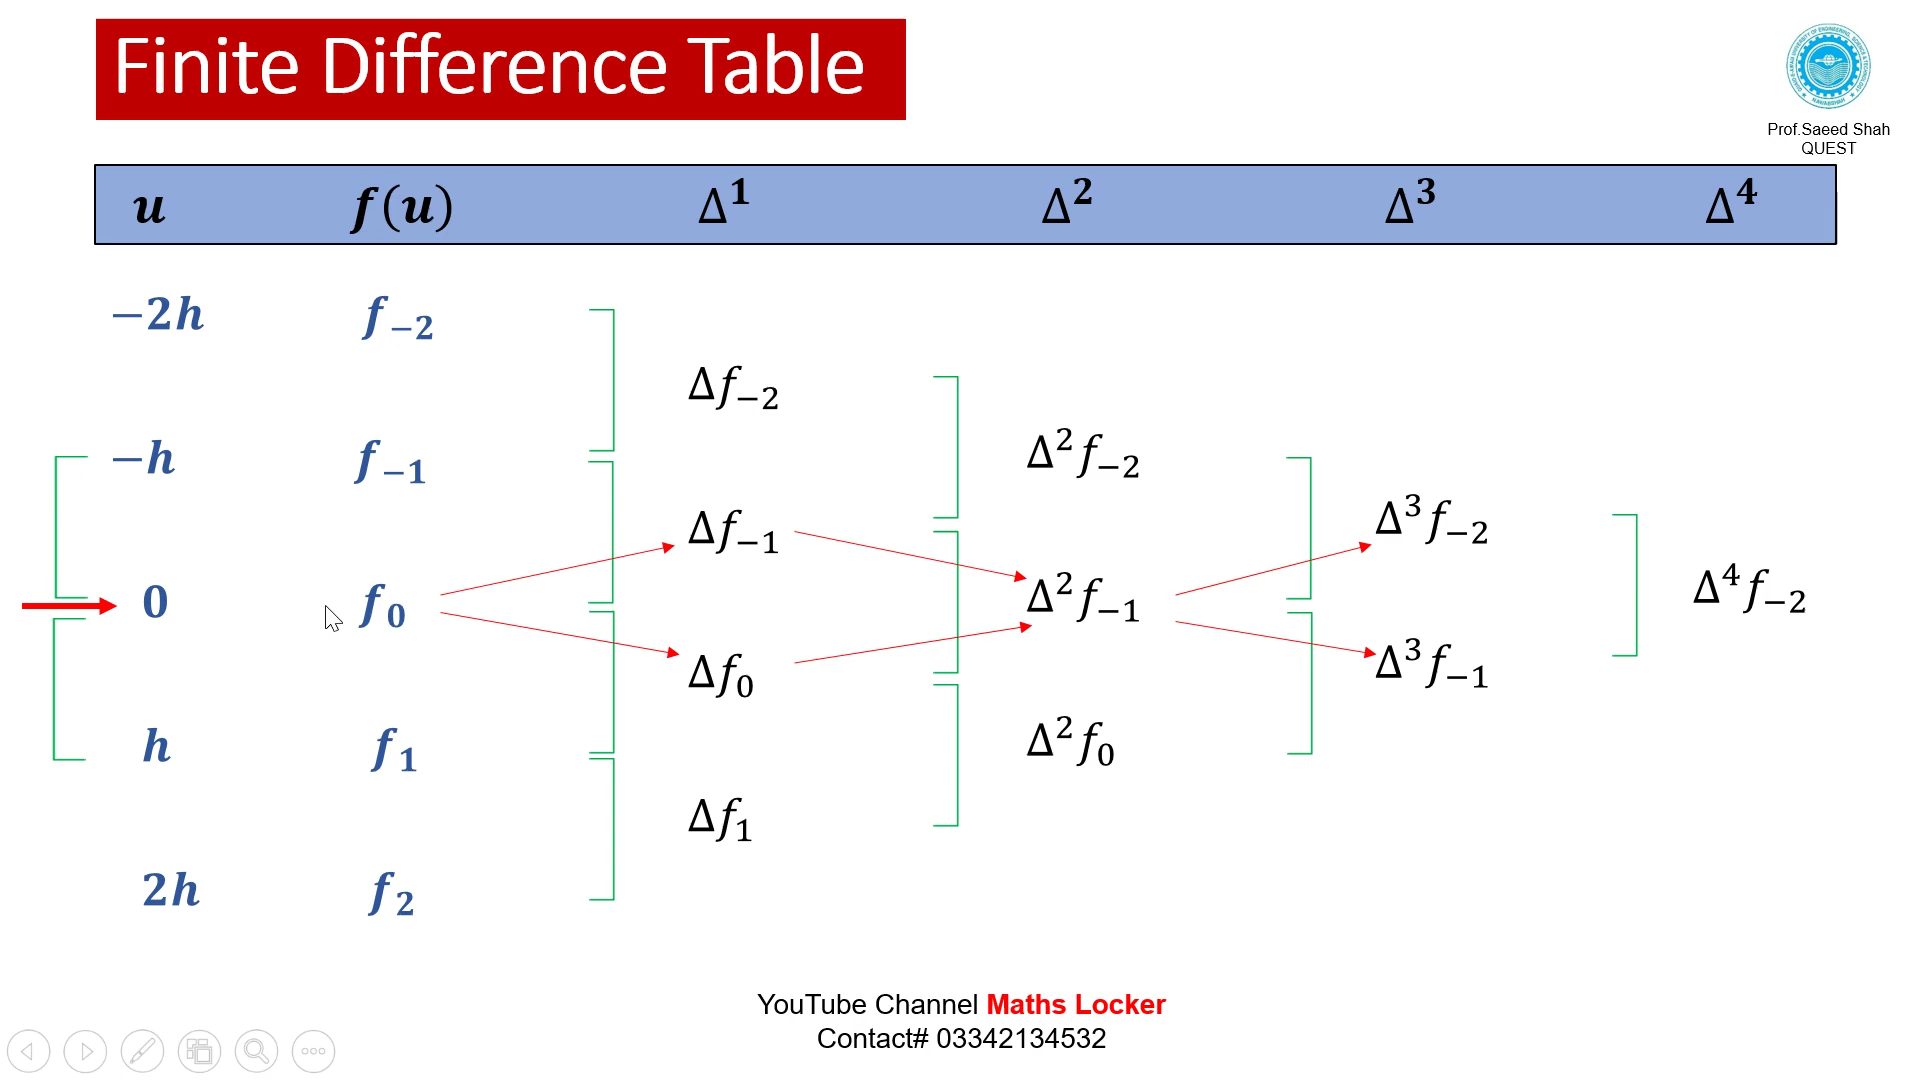 Finite Difference Table
Prof.Saeed Shah
QUEST
u f(u) Δ¹ Δ² Δ³ Δ⁴
−2h f₋₂
Δf₋₂
−h f₋₁ Δ²f₋₂
Δf₋₁ Δ³f₋₂
0 f₀ Δ²f₋₁ Δ⁴f₋₂
Δf₀ Δ³f₋₁
h f₁ Δ²f₀
Δf₁
2h f₂
YouTube Channel Maths Locker
Contact# 03342134532